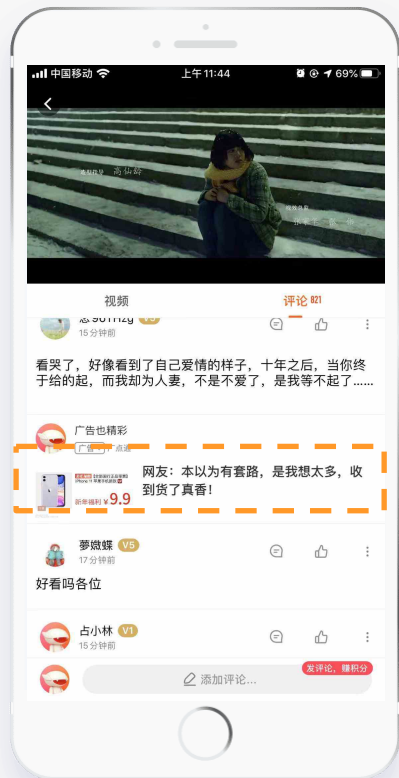 中国移动
上午11:44
69%
高仙龄
视频
评论 821
15分钟前
看哭了，好像看到了自己爱情的样子，十年之后，当你终
于给的起，而我却为人妻，不是不爱了，是我等不起了……
广告也精彩
广告
广点通
iPhone 11
网友：本以为有套路，是我想太多，收
到货了真香！
新年福利 ¥9.9
夢媺蝶 V5
17分钟前
好看吗各位
占小林 V1
15分钟前
发评论，赚积分
添加评论...